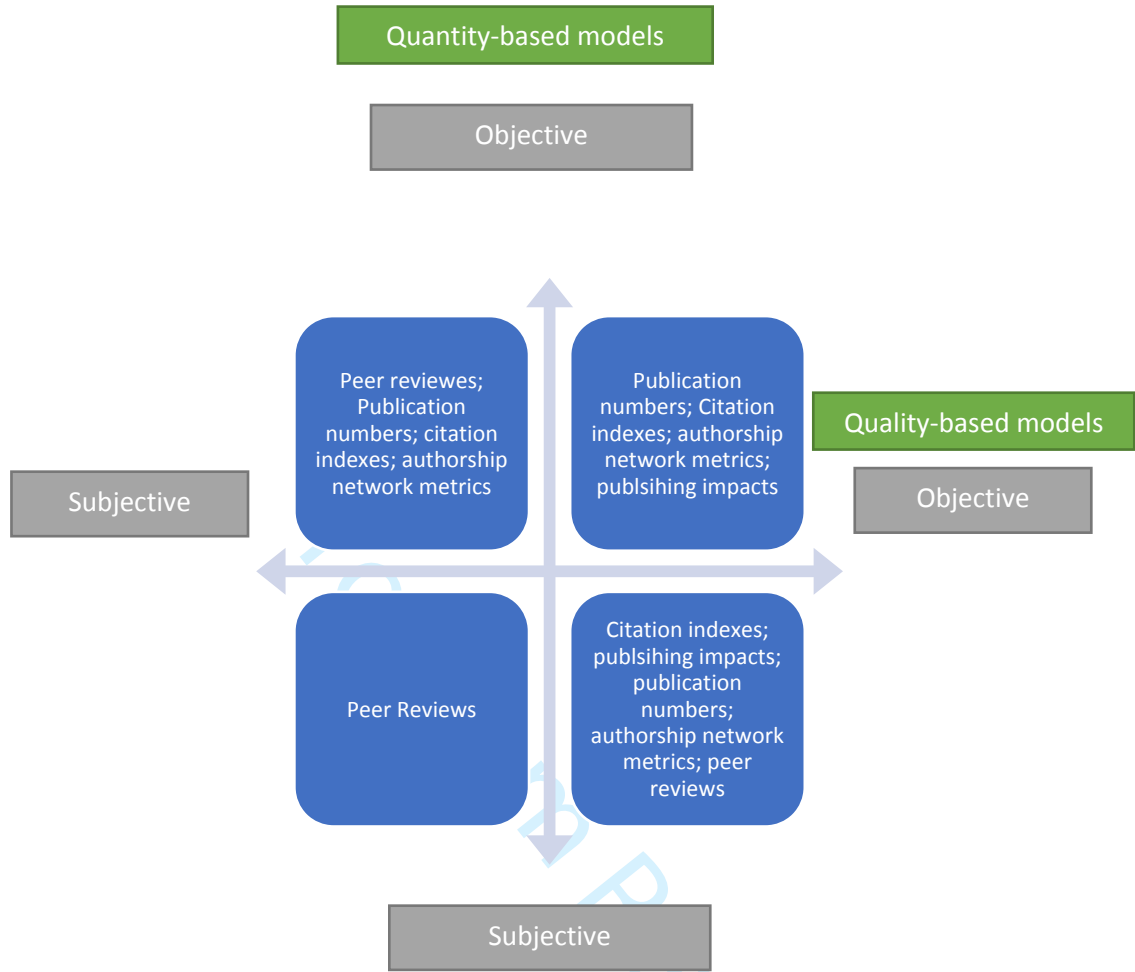 Quantity-based models
Objective
Peer reviewes;
Publication
numbers; citation
indexes; authorship
network metrics
Publication
numbers; Citation
indexes; authorship
network metrics;
publsihing impacts
Quality-based models
Subjective
Objective
Peer Reviews
Citation indexes;
publsihing impacts;
publication
numbers;
authorship network
metrics; peer
reviews
Subjective